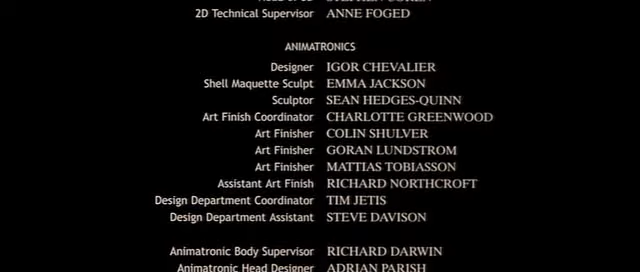 2D Technical Supervisor ANNE FOGED
ANIMATRONICS
Designer IGOR CHEVALIER
Shell Maquette Sculpt EMMA JACKSON
Sculptor SEAN HEDGES-QUINN
Art Finish Coordinator CHARLOTTE GREENWOOD
Art Finisher COLIN SHULVER
Art Finisher GORAN LUNDSTROM
Art Finisher MATTIAS TOBIASSON
Assistant Art Finish RICHARD NORTHCROFT
Design Department Coordinator TIM JETIS
Design Department Assistant STEVE DAVISON
Animatronic Body Supervisor RICHARD DARWIN
Animatronic Head Designer ADRIAN PARISH